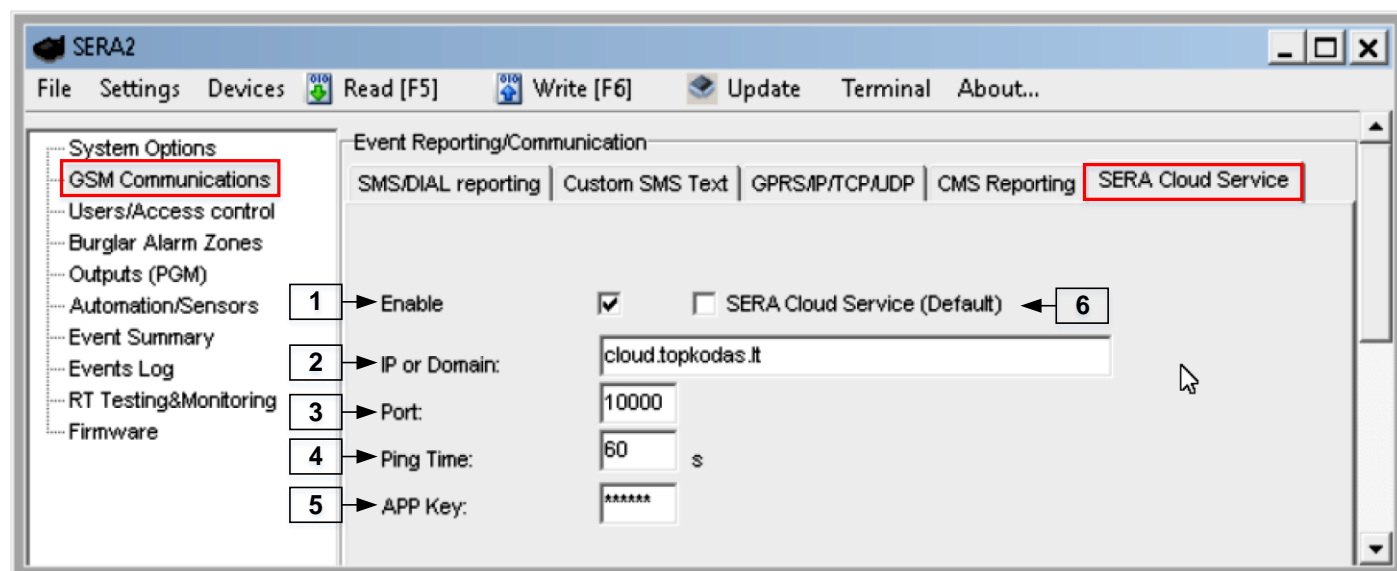 SERA2
File Settings Devices Read [F5] Write [F6] Update Terminal About...
System Options
GSM Communications
Users/Access control
Burglar Alarm Zones
Outputs (PGM)
Automation/Sensors
Event Summary
Events Log
RT Testing&Monitoring
Firmware
Event Reporting/Communication
SMS/DIAL reporting Custom SMS Text GPRS/IP/TCP/UDP CMS Reporting SERA Cloud Service
1 Enable SERA Cloud Service (Default) 6
2 IP or Domain: cloud.topkodas.lt
3 Port: 10000
4 Ping Time: 60 s
5 APP Key: ******